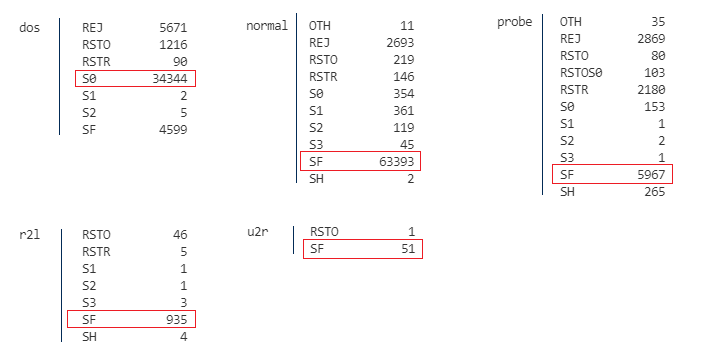 dos
REJ 5671
RSTO 1216
RSTR 90
S0 34344
S1 2
S2 5
SF 4599
normal
OTH 11
REJ 2693
RSTO 219
RSTR 146
S0 354
S1 361
S2 119
S3 45
SF 63393
SH 2
probe
OTH 35
REJ 2869
RSTO 80
RSTOS0 103
RSTR 2180
S0 153
S1 1
S2 2
S3 1
SF 5967
SH 265
r2l
RSTO 46
RSTR 5
S1 1
S2 1
S3 3
SF 935
SH 4
u2r
RSTO 1
SF 51